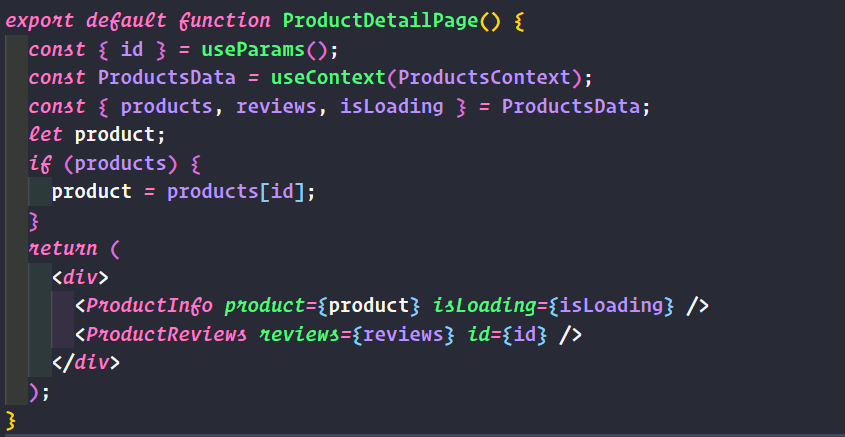 export default function ProductDetailPage() {
const { id } = useParams();
const ProductsData = useContext(ProductsContext);
const { products, reviews, isLoading } = ProductsData;
let product;
if (products) {
product = products[id];
}
return (
<div>
<ProductInfo product={product} isLoading={isLoading} />
<ProductReviews reviews={reviews} id={id} />
</div>
);
}